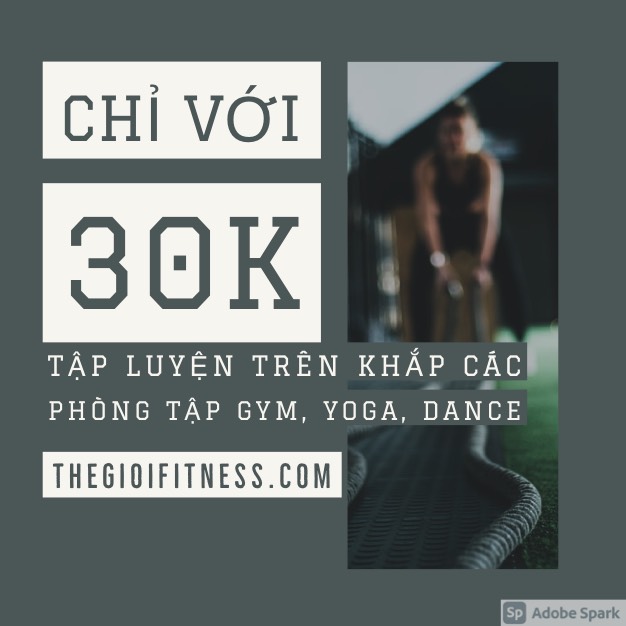 CHỈ VỚI
30K
TẬP LUYỆN TRÊN KHẮP CÁC
PHÒNG TẬP GYM, YOGA, DANCE
THEGIOIFITNESS.COM
Sp Adobe Spark